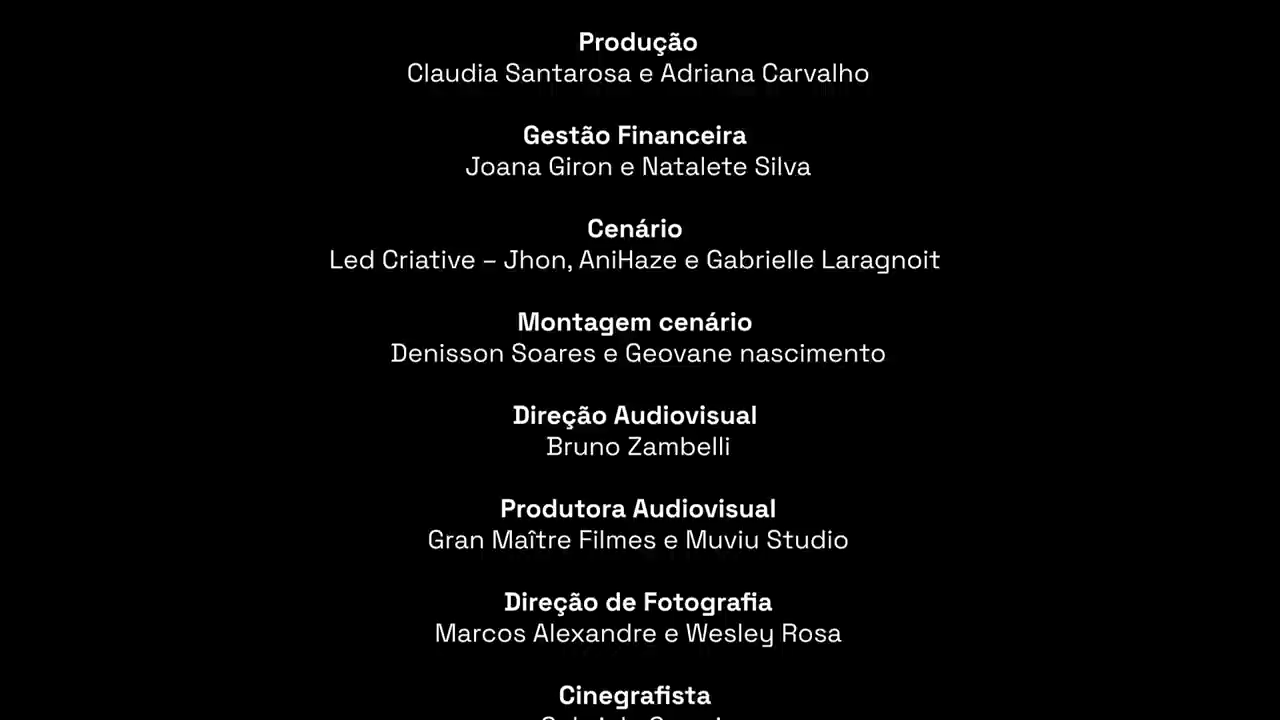 Produção
Claudia Santarosa e Adriana Carvalho
Gestão Financeira
Joana Giron e Natalete Silva
Cenário
Led Criative – Jhon, AniHaze e Gabrielle Laragnoit
Montagem cenário
Denisson Soares e Geovane nascimento
Direção Audiovisual
Bruno Zambelli
Produtora Audiovisual
Gran Maître Filmes e Muviu Studio
Direção de Fotografia
Marcos Alexandre e Wesley Rosa
Cinegrafista